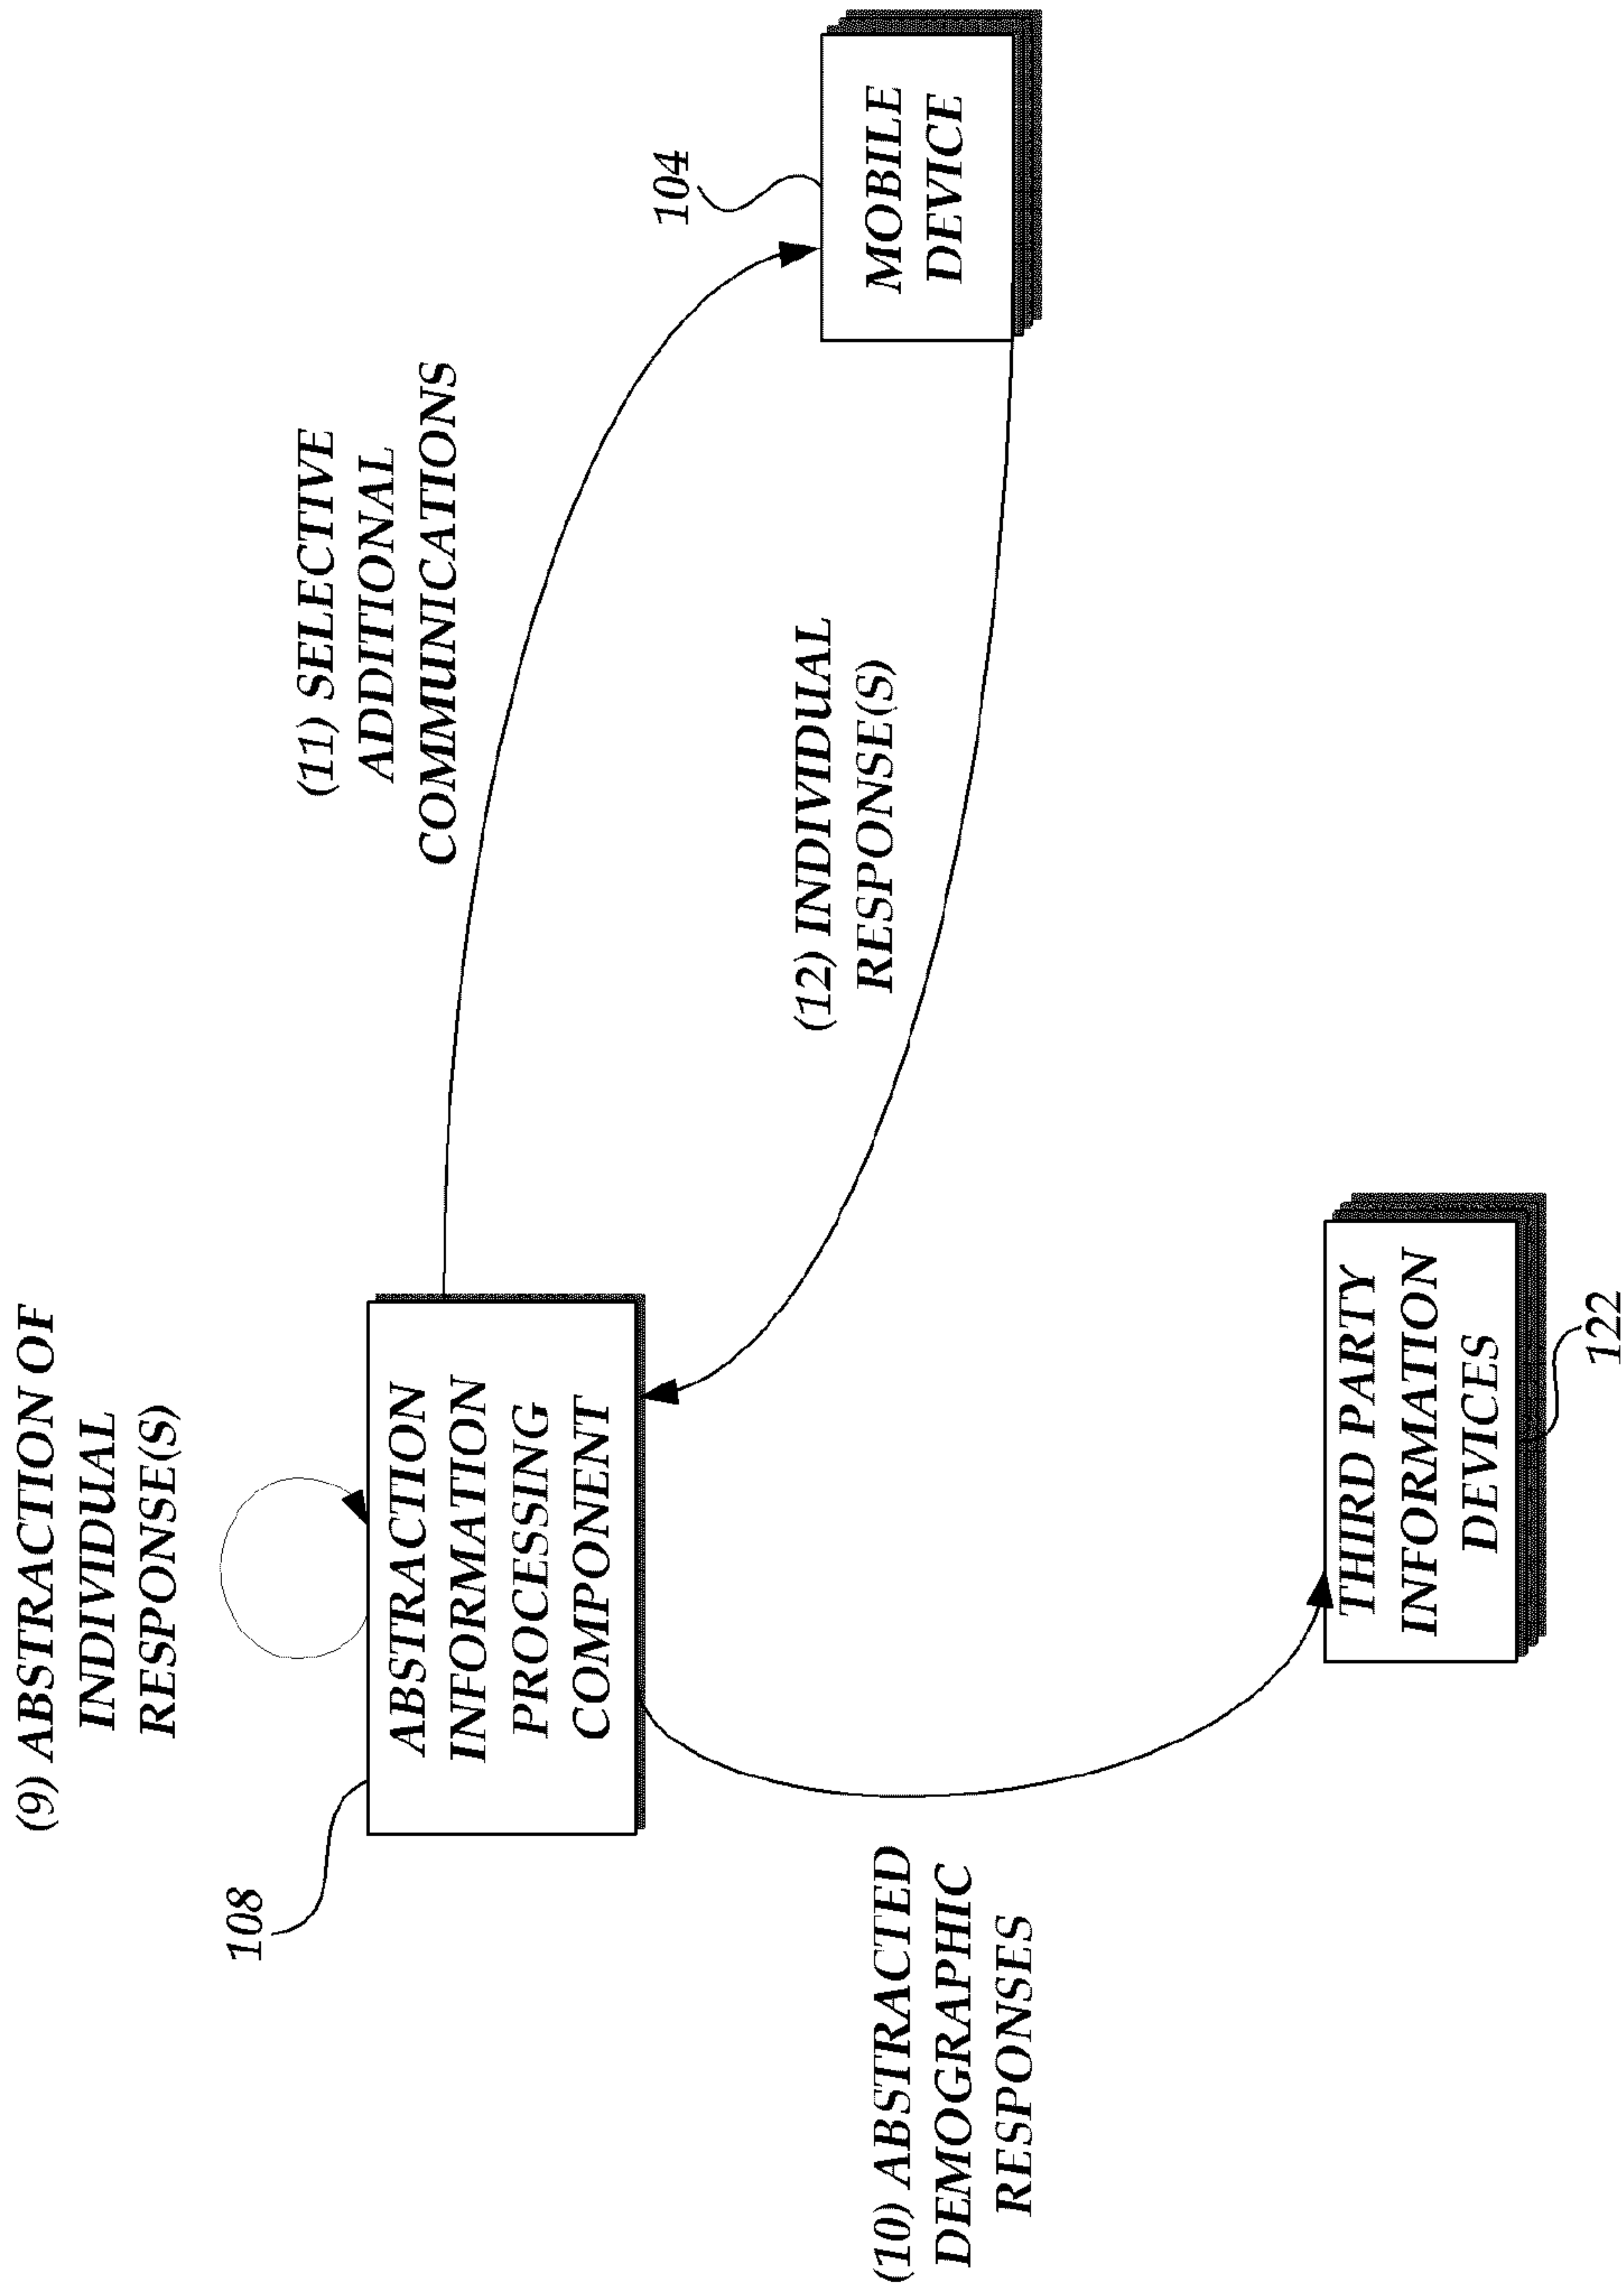 (9) ABSTRACTION OF
INDIVIDUAL
RESPONSE(S)
108
ABSTRACTION
INFORMATION
PROCESSING
COMPONENT
(11) SELECTIVE
ADDITIONAL
COMMUNICATIONS
104
MOBILE
DEVICE
(12) INDIVIDUAL
RESPONSE(S)
(10) ABSTRACTED
DEMOGRAPHIC
RESPONSES
THIRD PARTY
INFORMATION
DEVICES
122